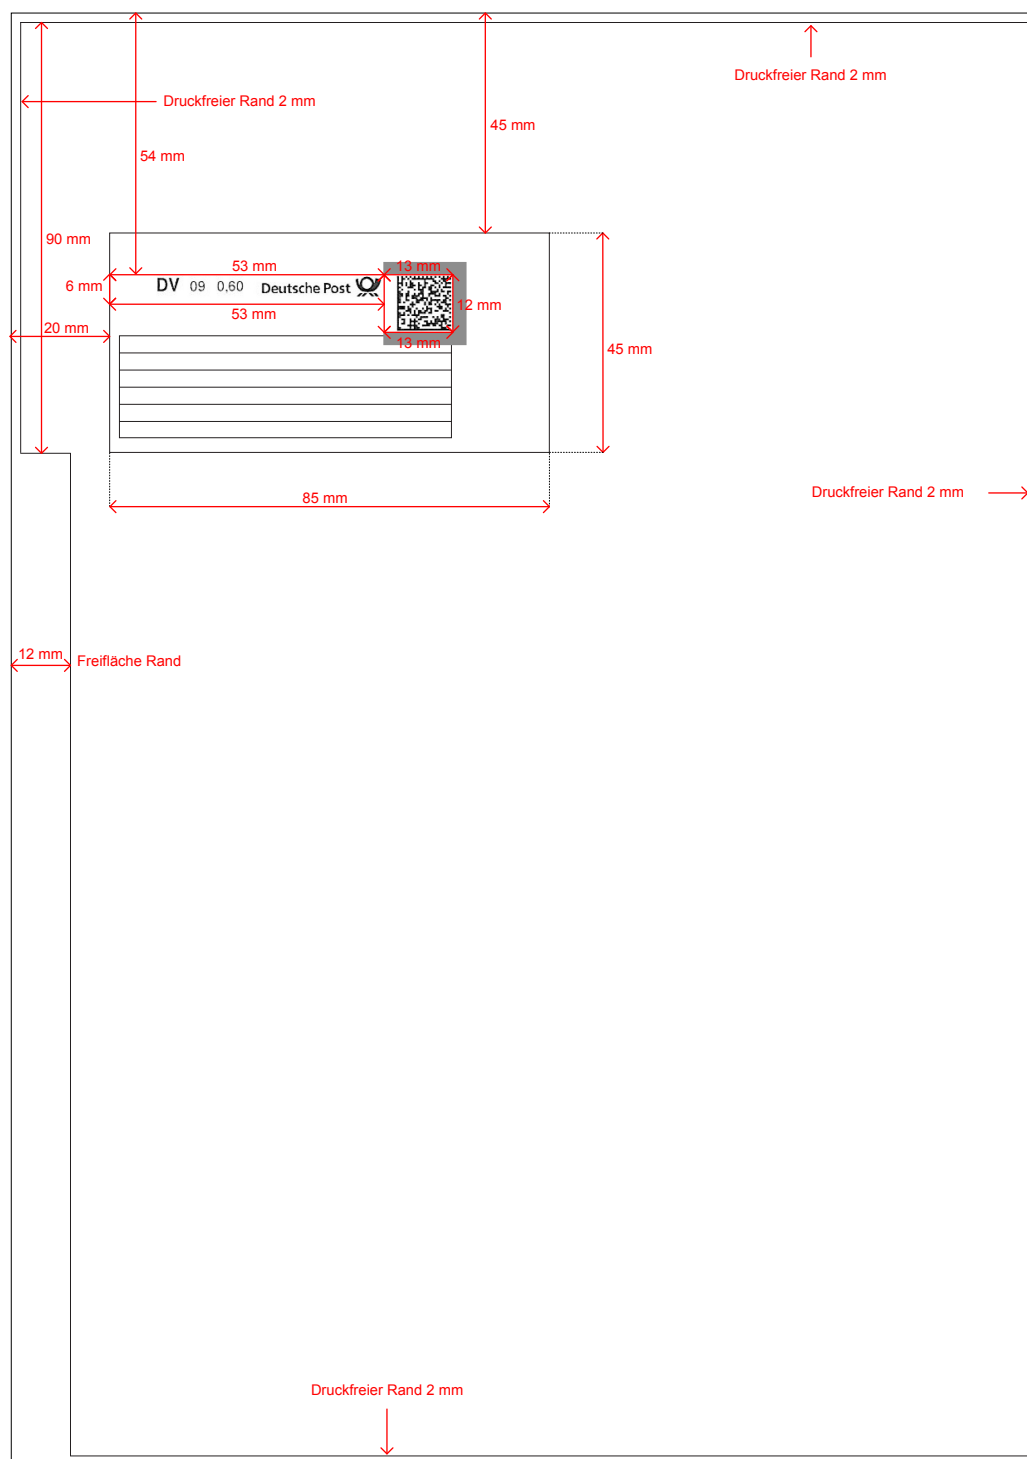 Druckfreier Rand 2 mm
Druckfreier Rand 2 mm
45 mm
54 mm
90 mm
53 mm
13 mm
6 mm
DV 09 0,60 Deutsche Post
12 mm
53 mm
20 mm
13 mm
45 mm
85 mm
Druckfreier Rand 2 mm
12 mm
Freifläche Rand
Druckfreier Rand 2 mm